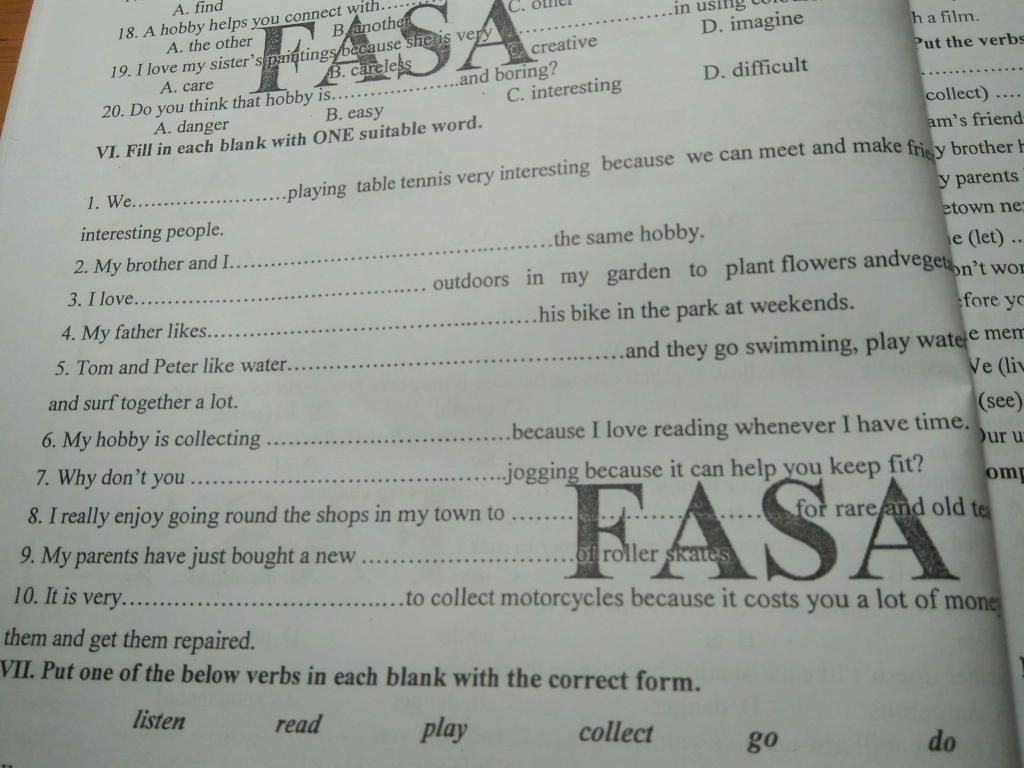 A. find
18. A hobby helps you connect with.........
C. other
A. the other
B. another
19. I love my sister's paintings because she is very ........................in using
A. care
B. careless
C. creative
D. imagine
20. Do you think that hobby is....................and boring?
A. danger
B. easy
C. interesting
D. difficult
VI. Fill in each blank with ONE suitable word.
1. We........................playing table tennis very interesting because we can meet and make
interesting people.
2. My brother and I..................................................the same hobby.
3. I love............................................. outdoors in my garden to plant flowers and
4. My father likes..................................................his bike in the park at weekends.
5. Tom and Peter like water....................................................and they go swimming, play
and surf together a lot.
6. My hobby is collecting .....................................because I love reading whenever I have time.
7. Why don't you ................................................jogging because it can help you keep fit?
8. I really enjoy going round the shops in my town to ..........................................for rare and old
9. My parents have just bought a new ................................of roller skates.
10. It is very..........................................to collect motorcycles because it costs you a lot of
them and get them repaired.
VII. Put one of the below verbs in each blank with the correct form.
listen read play collect go do
FASA
FASA
h a film.
Put the verbs
....................
collect) ....
am's friend
y brother
y parents
etown
e (let) ..
on't
efore
(see)